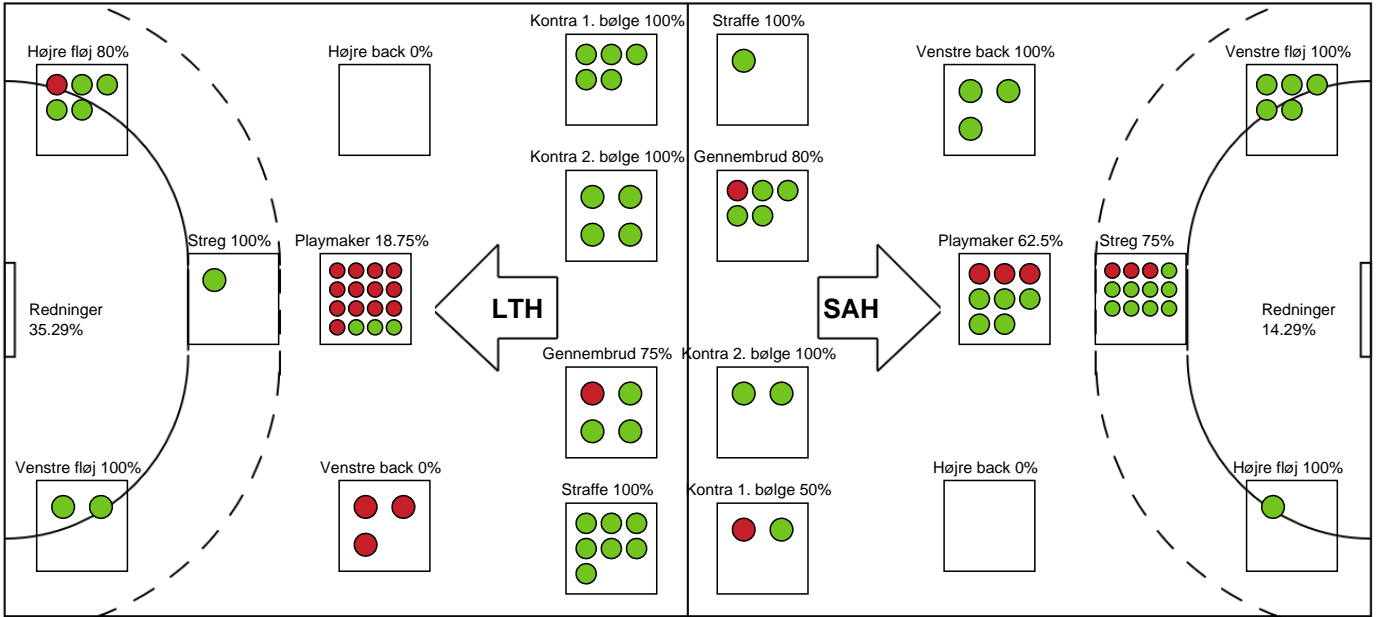 Kontra 1. bølge 100%
Straffe 100%
Højre fløj 80%
Højre back 0%
Venstre back 100%
Venstre fløj 100%
Kontra 2. bølge 100%
Gennembrud 80%
Streg 100%
Playmaker 18.75%
Playmaker 62.5%
Streg 75%
Redninger
35.29%
LTH
SAH
Redninger
14.29%
Gennembrud 75%
Kontra 2. bølge 100%
Venstre fløj 100%
Venstre back 0%
Højre back 0%
Højre fløj 100%
Straffe 100%
Kontra 1. bølge 50%